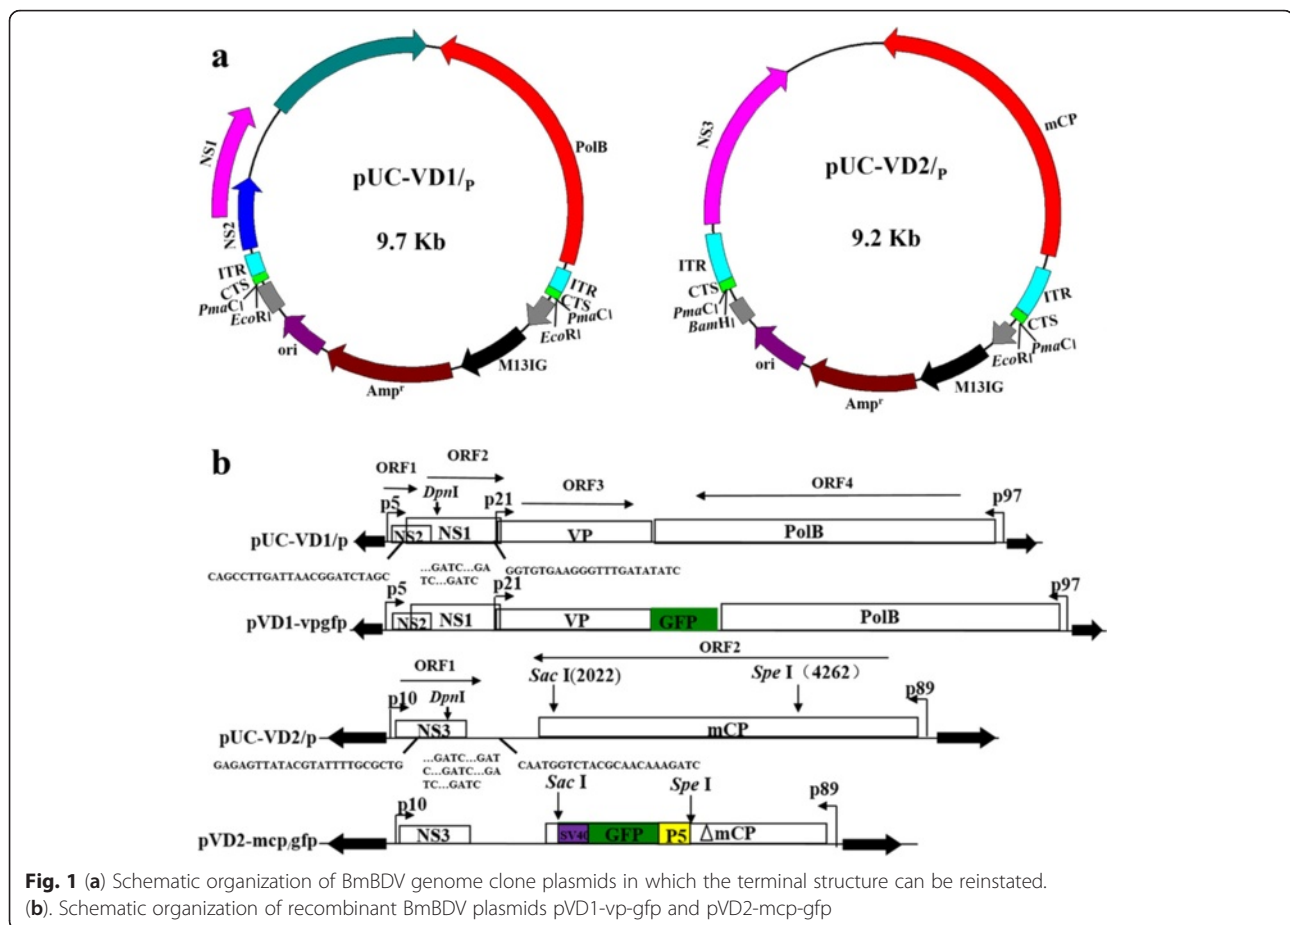 a
NS1
NS2
ITR
CTS
PmaCI
EcoRI
ori
Ampr
M13IG
EcoRI
PmaCI
CTS
ITR
PolB
pUC-VD1/P
9.7 Kb
NS3
mCP
pUC-VD2/P
9.2 Kb
ITR
CTS
PmaCI
BamHI
ori
Ampr
M13IG
EcoRI
PmaCI
CTS
ITR
b
ORF1 ORF2
DpnI
ORF3 ORF4
p5 p21 p97
pUC-VD1/p NS2 NS1 VP PolB
CAGCCTTGATTAACGGATCTAGC
...GATC...GA
TC...GATC
GGTGTGAAGGGTTTGATATATC
p5 p21 p97
pVD1-vpgfp NS2 NS1 VP GFP PolB
ORF1 ORF2
DpnI
Sac I(2022) Spe I（4262）
p10 p89
pUC-VD2/p NS3 mCP
GAGAGTTATACGTATTTTGCGCTG
...GATC...GAT
C...GATC...GA
TC...GATC
CAATGGTCTACGCAACAAAGATC
Sac I Spe I
p10 p89
pVD2-mcp/gfp NS3 SV40 GFP P5 ΔmCP
Fig. 1 (a) Schematic organization of BmBDV genome clone plasmids in which the terminal structure can be reinstated.
(b). Schematic organization of recombinant BmBDV plasmids pVD1-vp-gfp and pVD2-mcp-gfp